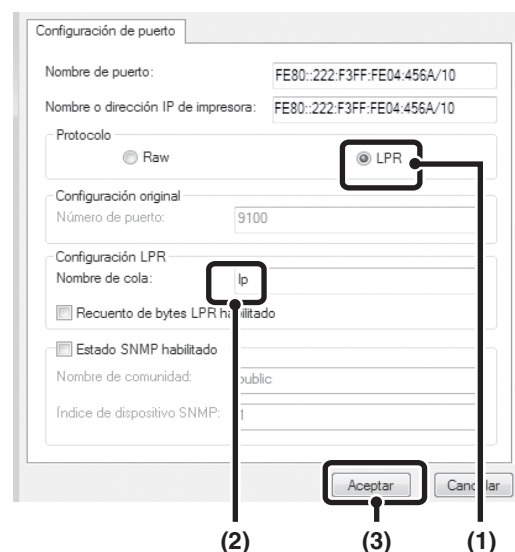 Configuración de puerto
Nombre de puerto: FE80::222:F3FF:FE04:456A/10
Nombre o dirección IP de impresora: FE80::222:F3FF:FE04:456A/10
Protocolo
Raw LPR
Configuración original
Número de puerto: 9100
Configuración LPR
Nombre de cola: lp
Recuento de bytes LPR habilitado
Estado SNMP habilitado
Nombre de comunidad: public
Índice de dispositivo SNMP: 1
Aceptar Cancelar
(2) (3) (1)